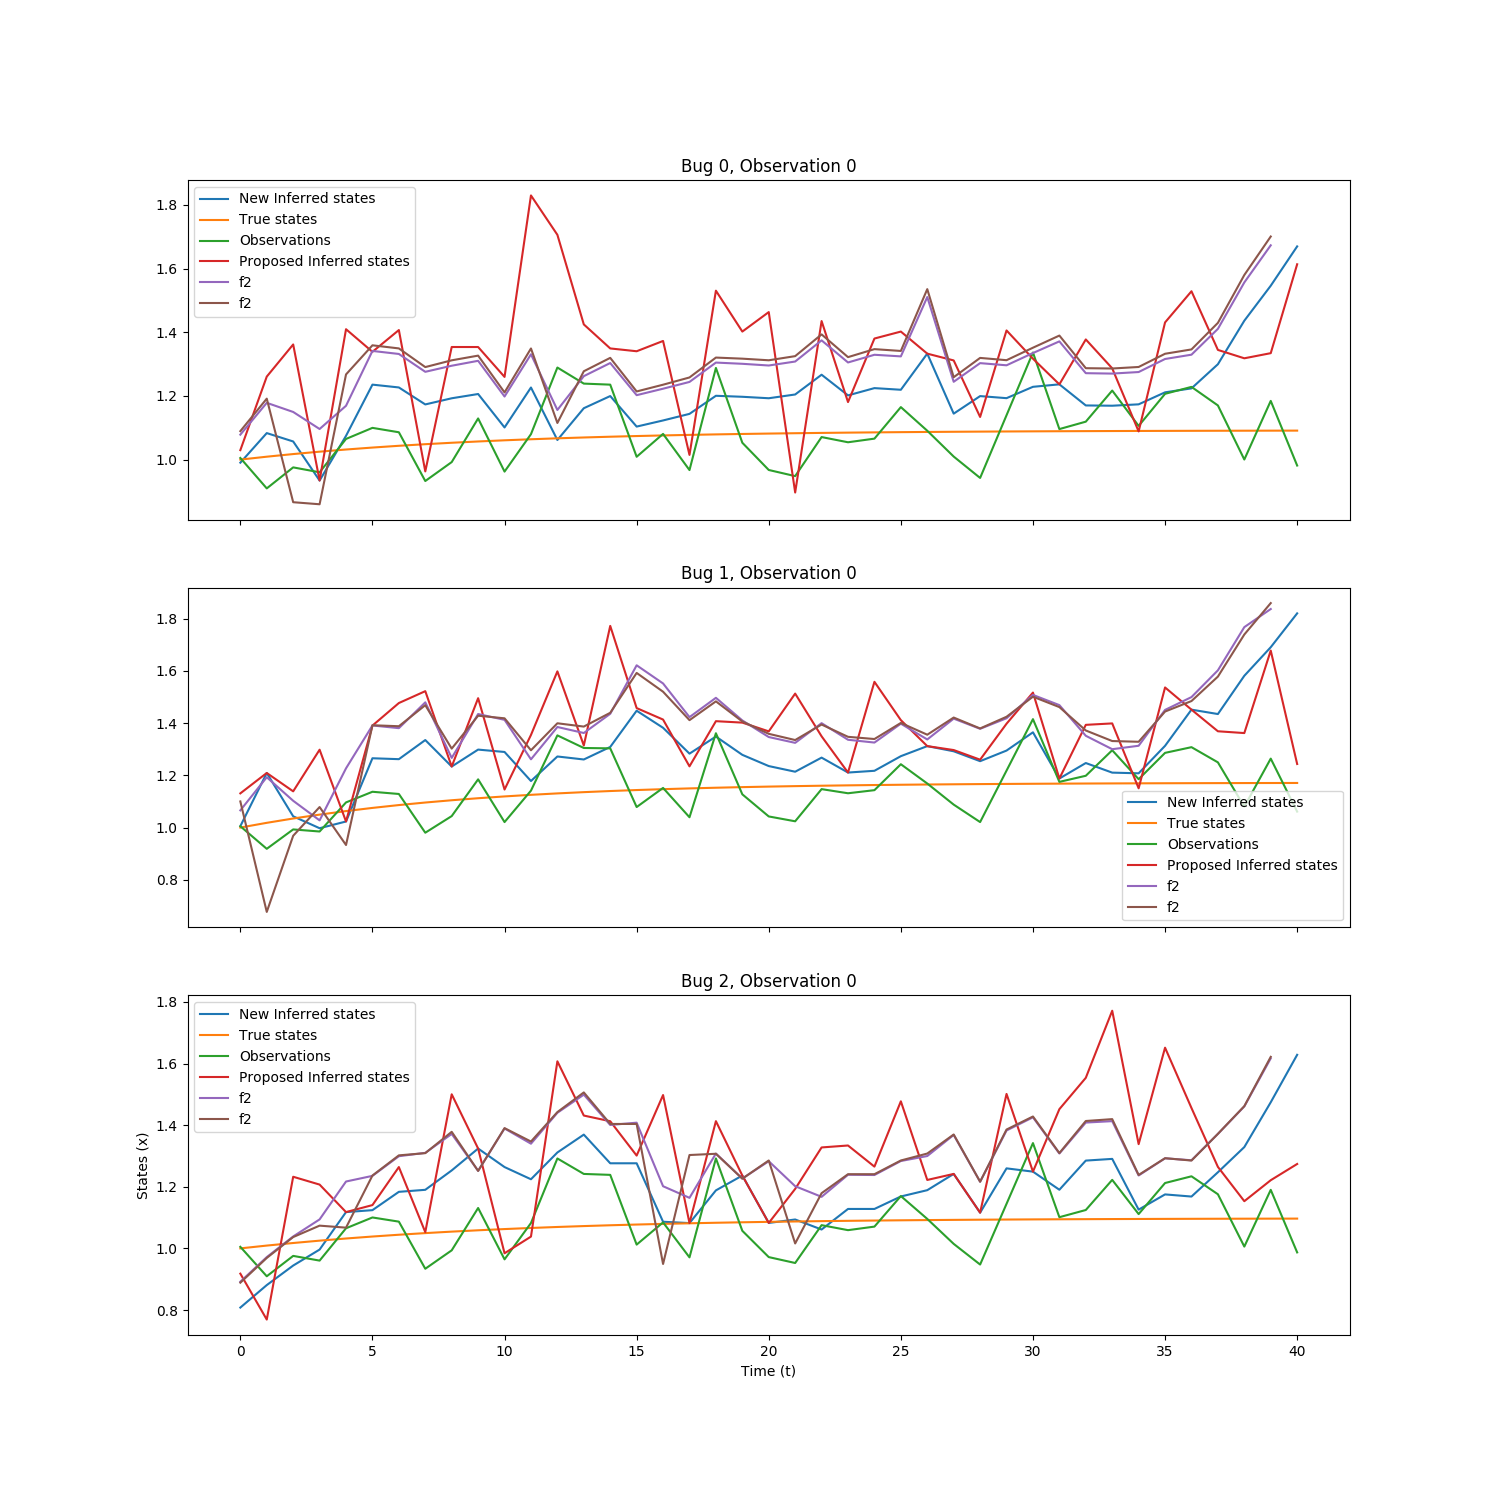 Bug 0, Observation 0
1.8
1.6
1.4
1.2
1.0
New Inferred states
True states
Observations
Proposed Inferred states
f2
f2
Bug 1, Observation 0
1.8
1.6
1.4
1.2
1.0
0.8
New Inferred states
True states
Observations
Proposed Inferred states
f2
f2
Bug 2, Observation 0
States (x)
1.8
1.6
1.4
1.2
1.0
0.8
New Inferred states
True states
Observations
Proposed Inferred states
f2
f2
0 5 10 15 20 25 30 35 40
Time (t)